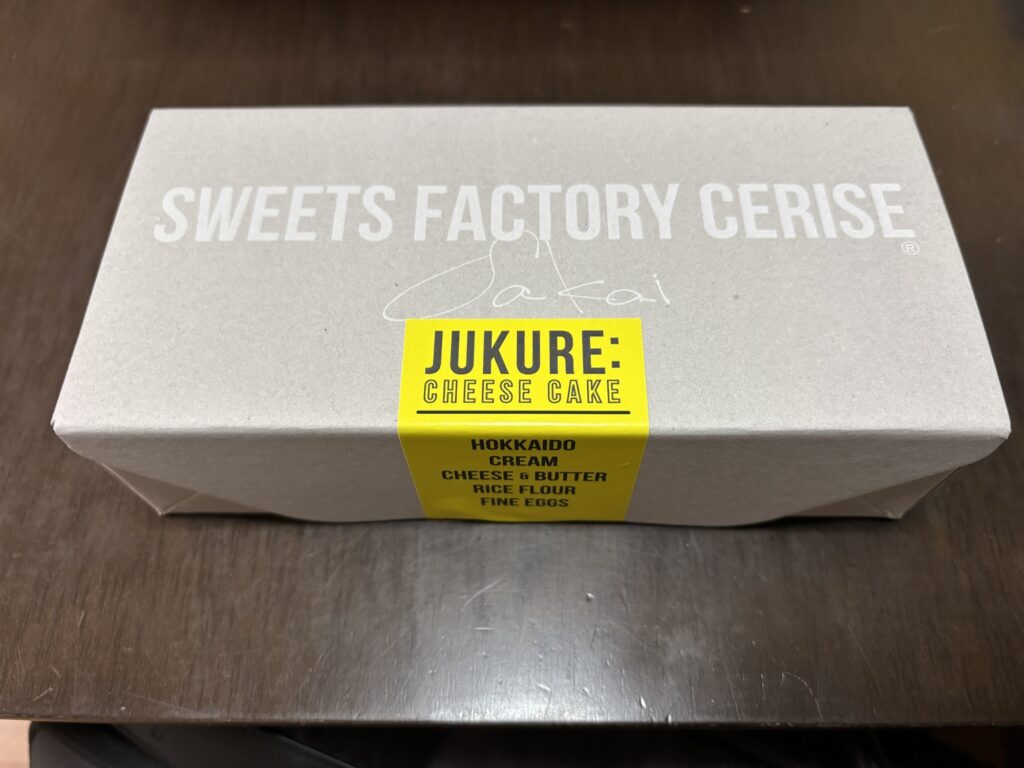 SWEETS FACTORY CERISE®
Sakai
JUKURE:
CHEESE CAKE
HOKKAIDO
CREAM
CHEESE & BUTTER
RICE FLOUR
FINE EGGS